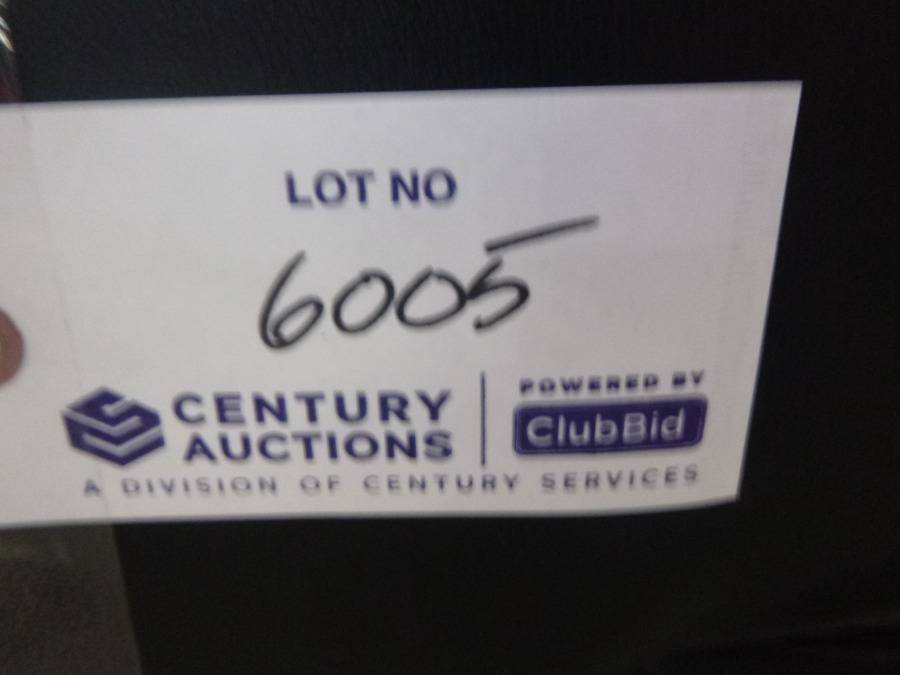 LOT NO
6005
CENTURY AUCTIONS
POWERED BY
ClubBid
A DIVISION OF CENTURY SERVICES